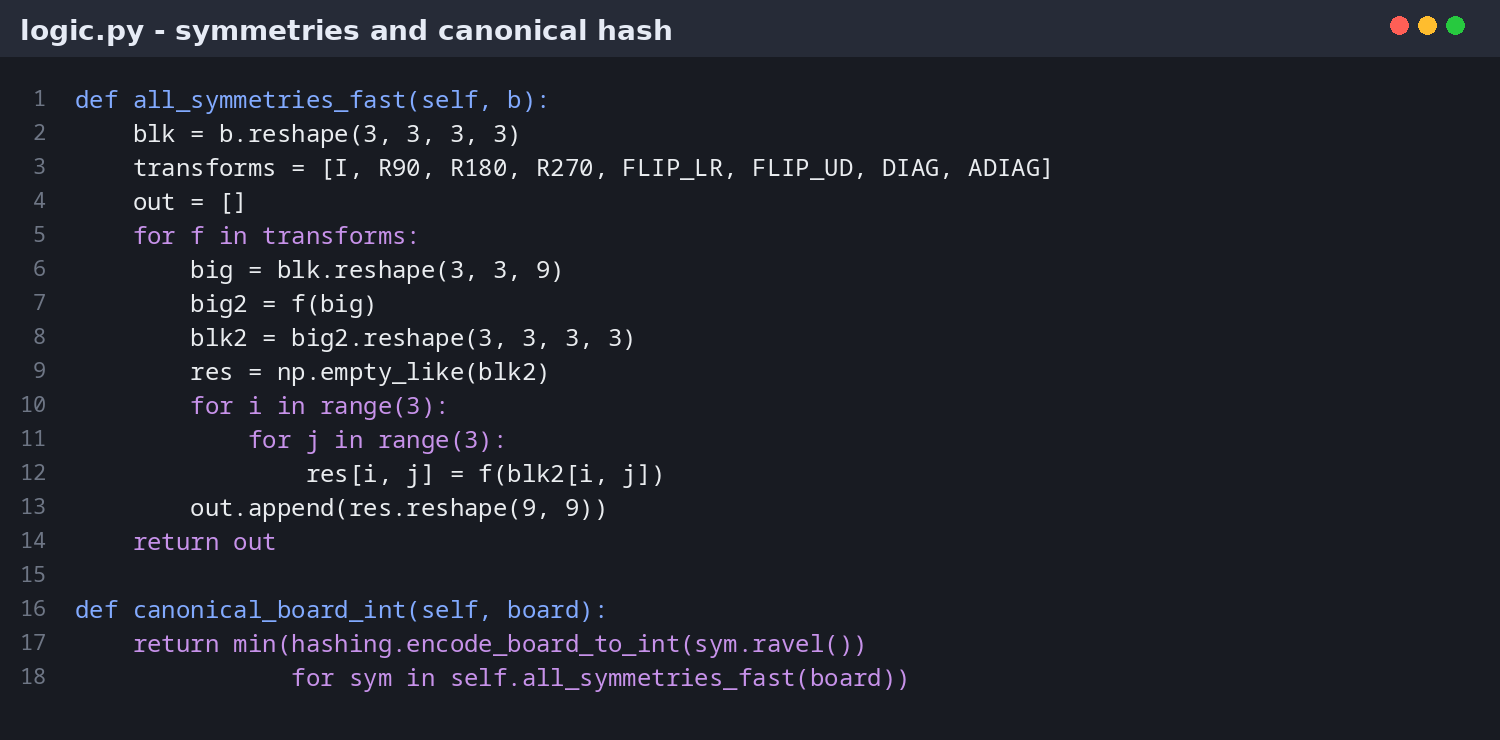 logic.py - symmetries and canonical hash
1 def all_symmetries_fast(self, b):
2     blk = b.reshape(3, 3, 3, 3)
3     transforms = [I, R90, R180, R270, FLIP_LR, FLIP_UD, DIAG, ADIAG]
4     out = []
5     for f in transforms:
6         big = blk.reshape(3, 3, 9)
7         big2 = f(big)
8         blk2 = big2.reshape(3, 3, 3, 3)
9         res = np.empty_like(blk2)
10         for i in range(3):
11             for j in range(3):
12                 res[i, j] = f(blk2[i, j])
13         out.append(res.reshape(9, 9))
14     return out
15
16 def canonical_board_int(self, board):
17     return min(hashing.encode_board_to_int(sym.ravel())
18                for sym in self.all_symmetries_fast(board))